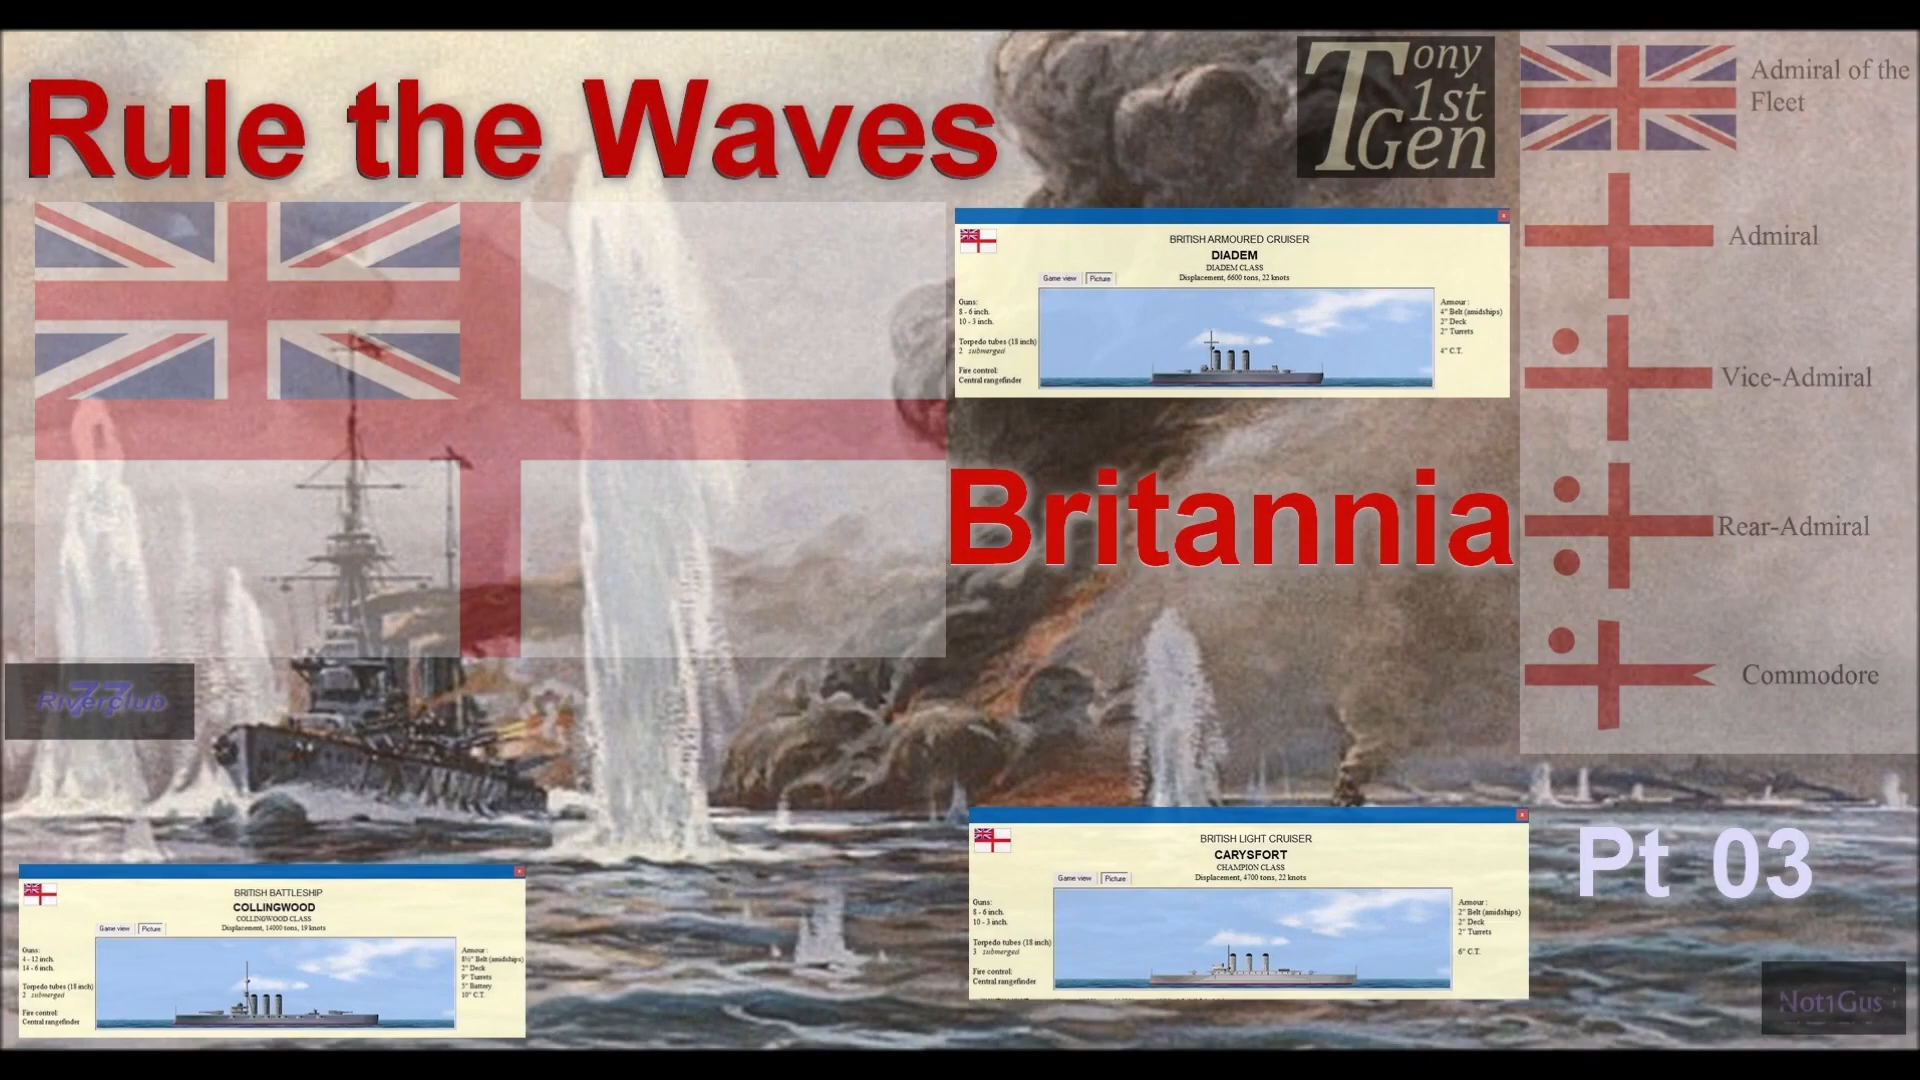 Rule the Waves
Tony
1st
Gen
Admiral of the
Fleet
Admiral
Vice-Admiral
Rear-Admiral
Commodore
BRITISH ARMOURED CRUISER
DIADEM
DIADEM CLASS
Displacement, 6600 tons, 22 knots
Game view Picture
Guns:
8 - 6 inch.
10 - 3 inch.
Torpedo tubes (18 inch)
2 submerged
Fire control:
Central rangefinder
Armour :
4" Belt (amidships)
2" Deck
2" Turrets
4" C.T.
Britannia
Riverclub
77
BRITISH LIGHT CRUISER
CARYSFORT
CHAMPION CLASS
Displacement, 4700 tons, 22 knots
Game view Picture
Guns:
8 - 6 inch.
10 - 3 inch.
Torpedo tubes (18 inch)
3 submerged
Fire control:
Central rangefinder
Armour :
2" Belt (amidships)
2" Deck
2" Turrets
6" C.T.
Pt 03
BRITISH BATTLESHIP
COLLINGWOOD
COLLINGWOOD CLASS
Displacement, 14000 tons, 19 knots
Game view Picture
Guns:
4 - 12 inch.
14 - 6 inch.
Torpedo tubes (18 inch)
2 submerged
Fire control:
Central rangefinder
Armour :
8½" Belt (amidships)
2" Deck
9" Turrets
5" Battery
10" C.T.
Not1Gus